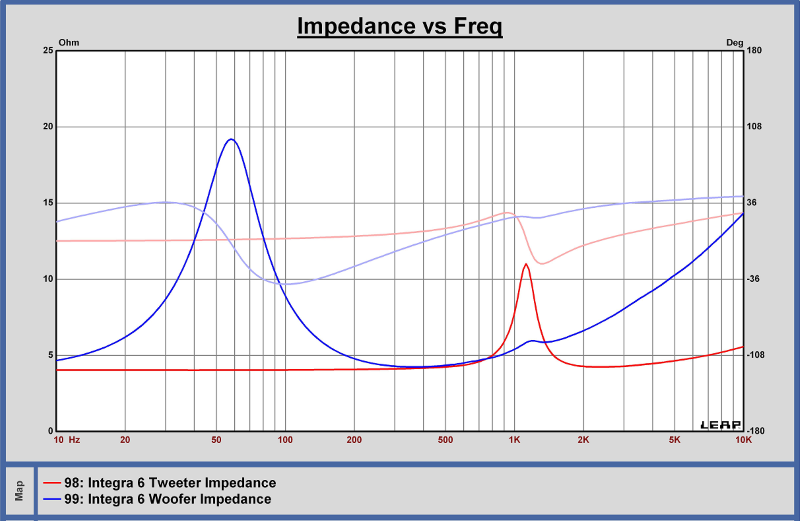 Impedance vs Freq
Ohm Deg
25 180
20 108
15 36
10 -36
5 -108
0 -180
LEAP
10 Hz 20 50 100 200 500 1K 2K 5K 10K
Map
98: Integra 6 Tweeter Impedance
99: Integra 6 Woofer Impedance